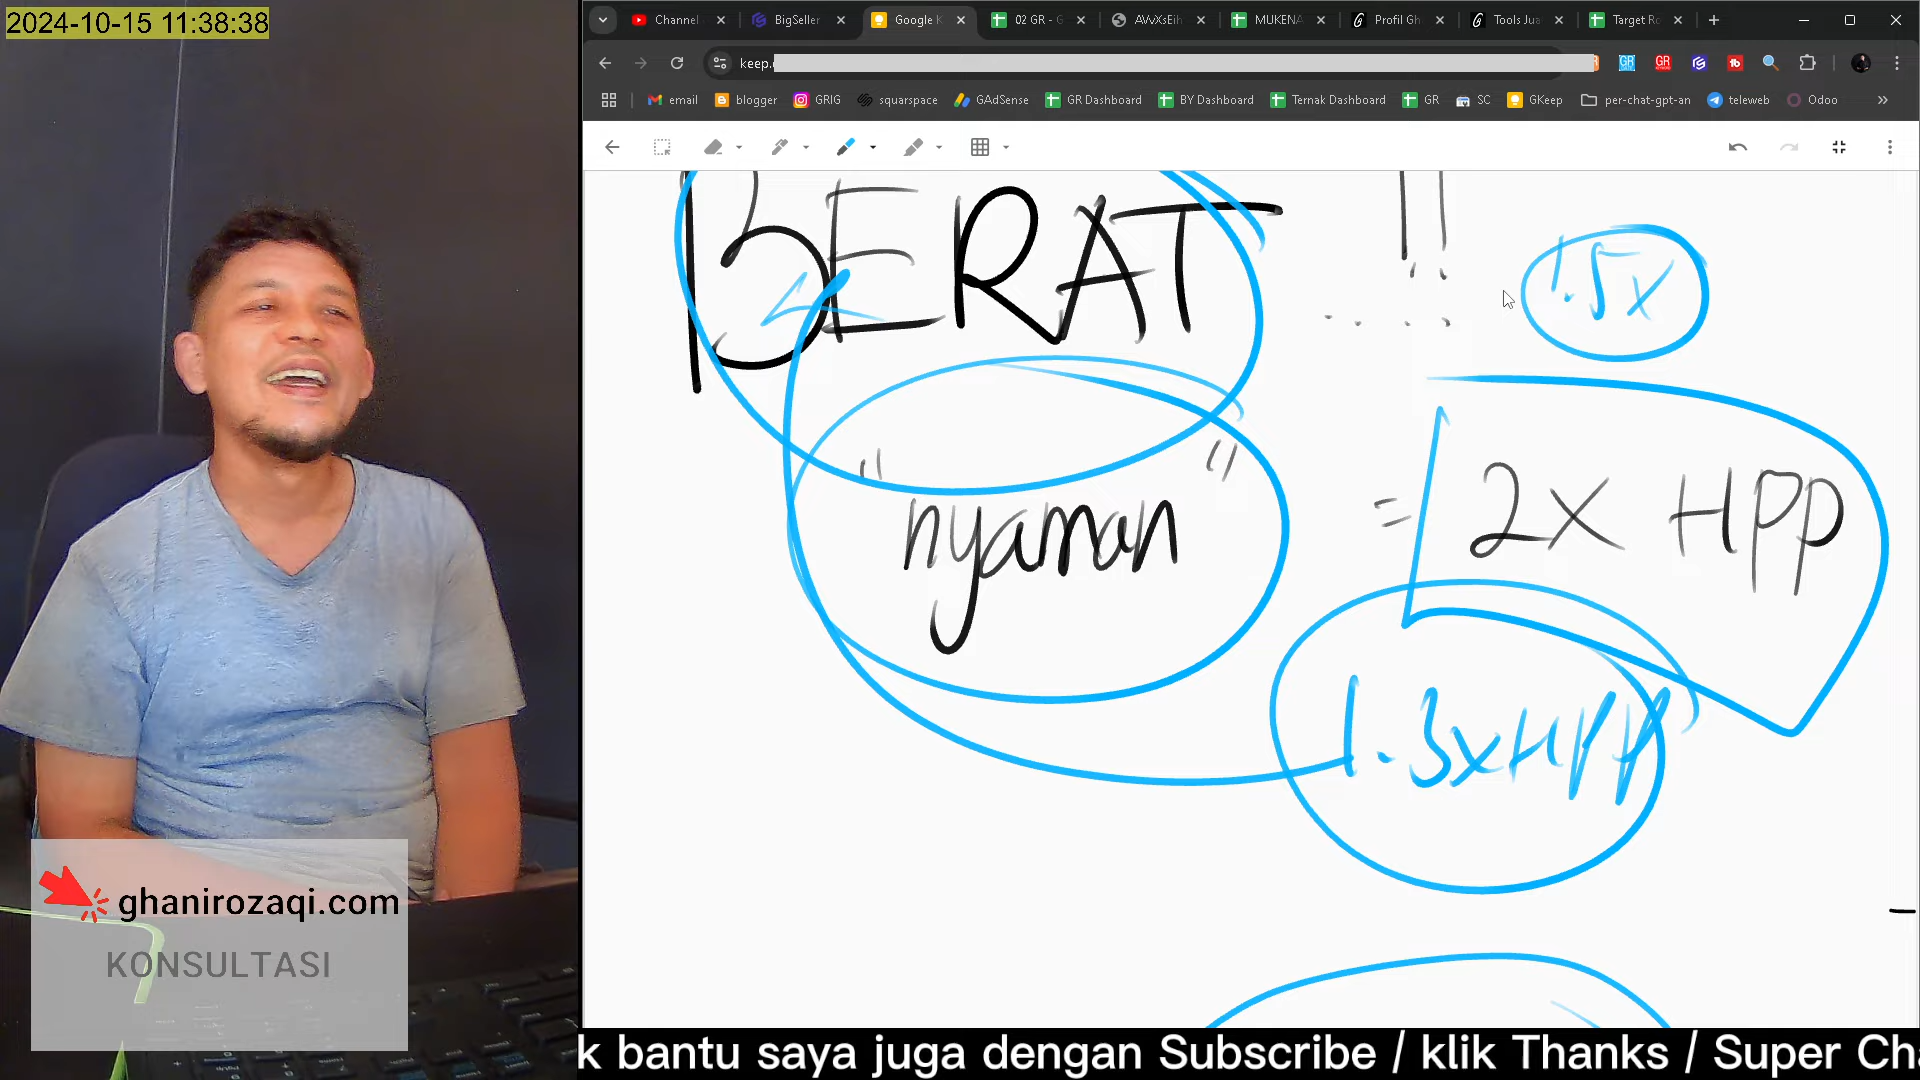 2024-10-15 11:38:38
Channel
BigSeller
Google K
02 GR - G
AWXsEih
MUKENA
Profil Gh
Tools Jua
Target Ro
keep.
email
blogger
GRIG
squarspace
GAdSense
GR Dashboard
BY Dashboard
Ternak Dashboard
GR
SC
GKeep
per-chat-gpt-an
teleweb
Odoo
BERAT !!
1.5x
"nyaman" = 2x HPP
1.3xHPP
ghanirozaqi.com
KONSULTASI
k bantu saya juga dengan Subscribe / klik Thanks / Super Ch